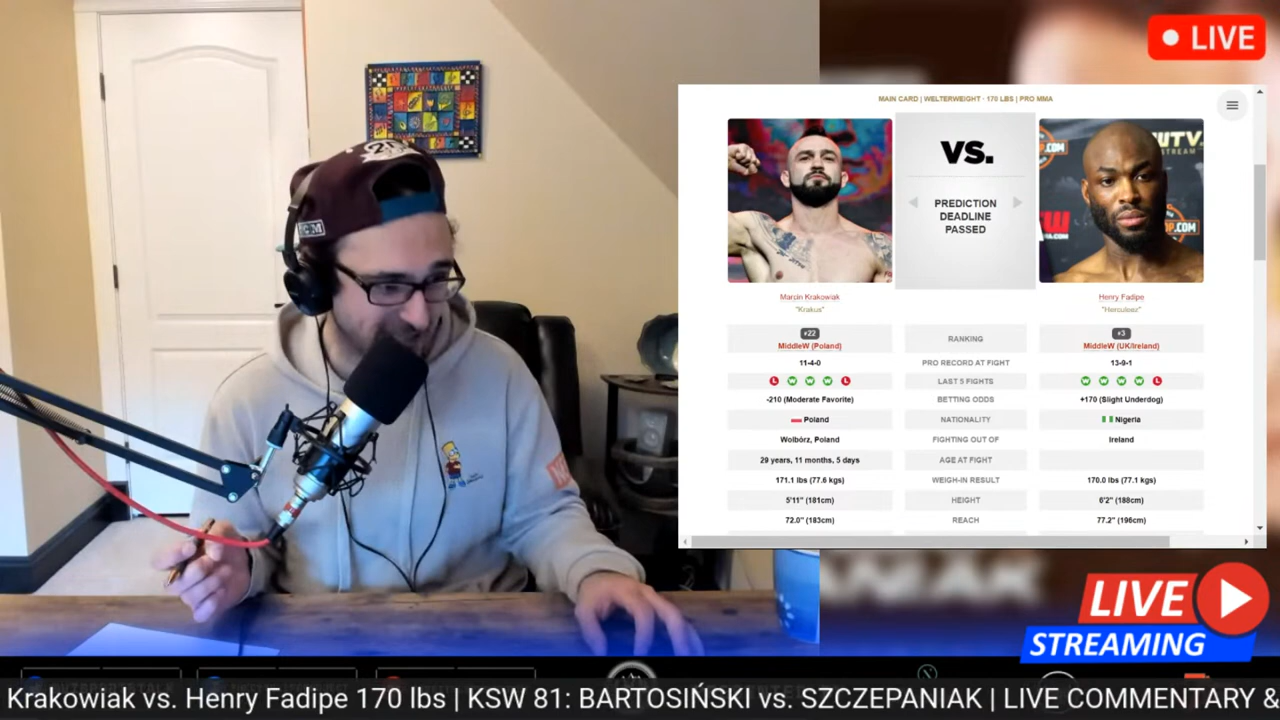 LIVE
MAIN CARD | WELTERWEIGHT · 170 LBS | PRO MMA
VS.
PREDICTION
DEADLINE
PASSED
Marcin Krakowiak
"Krakus"
Henry Fadipe
"Herculeez"
#22
MiddleW (Poland)
RANKING
#3
MiddleW (UK/Ireland)
11-4-0
PRO RECORD AT FIGHT
13-9-1
L W W W L
LAST 5 FIGHTS
W W W W L
-210 (Moderate Favorite)
BETTING ODDS
+170 (Slight Underdog)
Poland
NATIONALITY
Nigeria
Wolbórz, Poland
FIGHTING OUT OF
Ireland
29 years, 11 months, 5 days
AGE AT FIGHT
171.1 lbs (77.6 kgs)
WEIGH-IN RESULT
170.0 lbs (77.1 kgs)
5'11" (181cm)
HEIGHT
6'2" (188cm)
72.0" (183cm)
REACH
77.2" (196cm)
LIVE
STREAMING
Krakowiak vs. Henry Fadipe 170 lbs | KSW 81: BARTOSIŃSKI vs. SZCZEPANIAK | LIVE COMMENTARY &